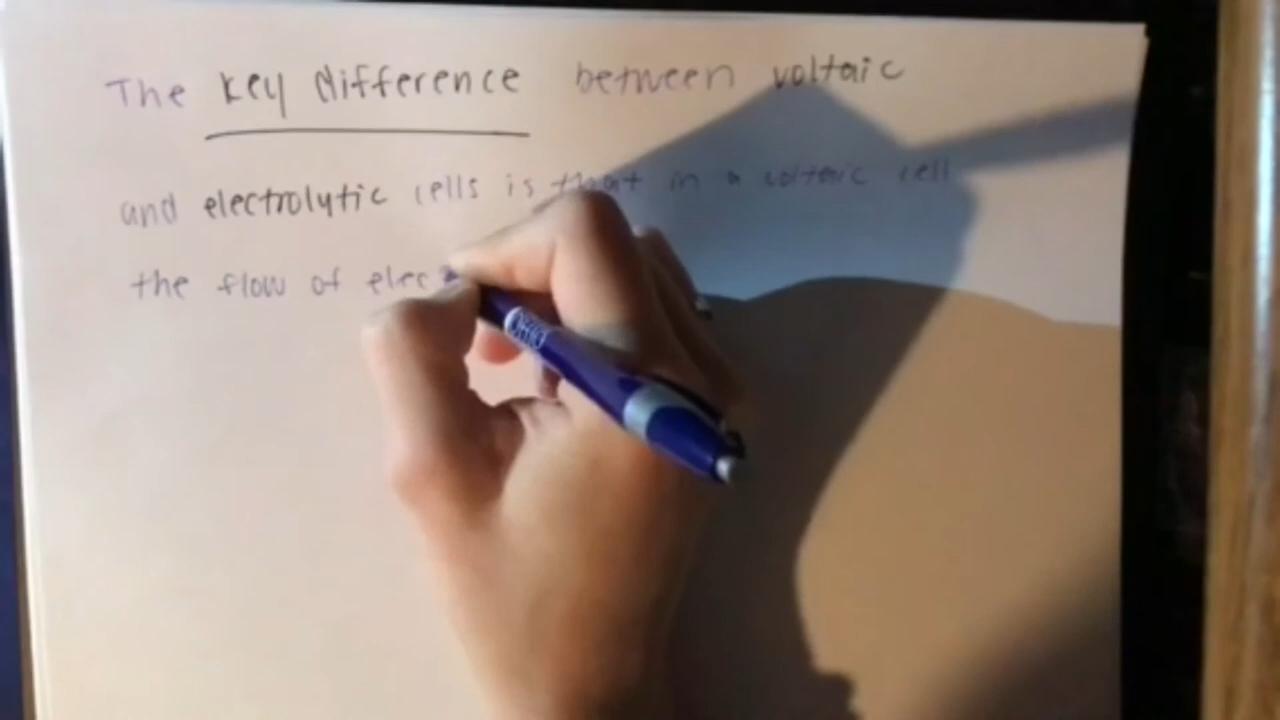 The key difference between voltaic
and electrolytic cells is that in a voltaic cell
the flow of elec